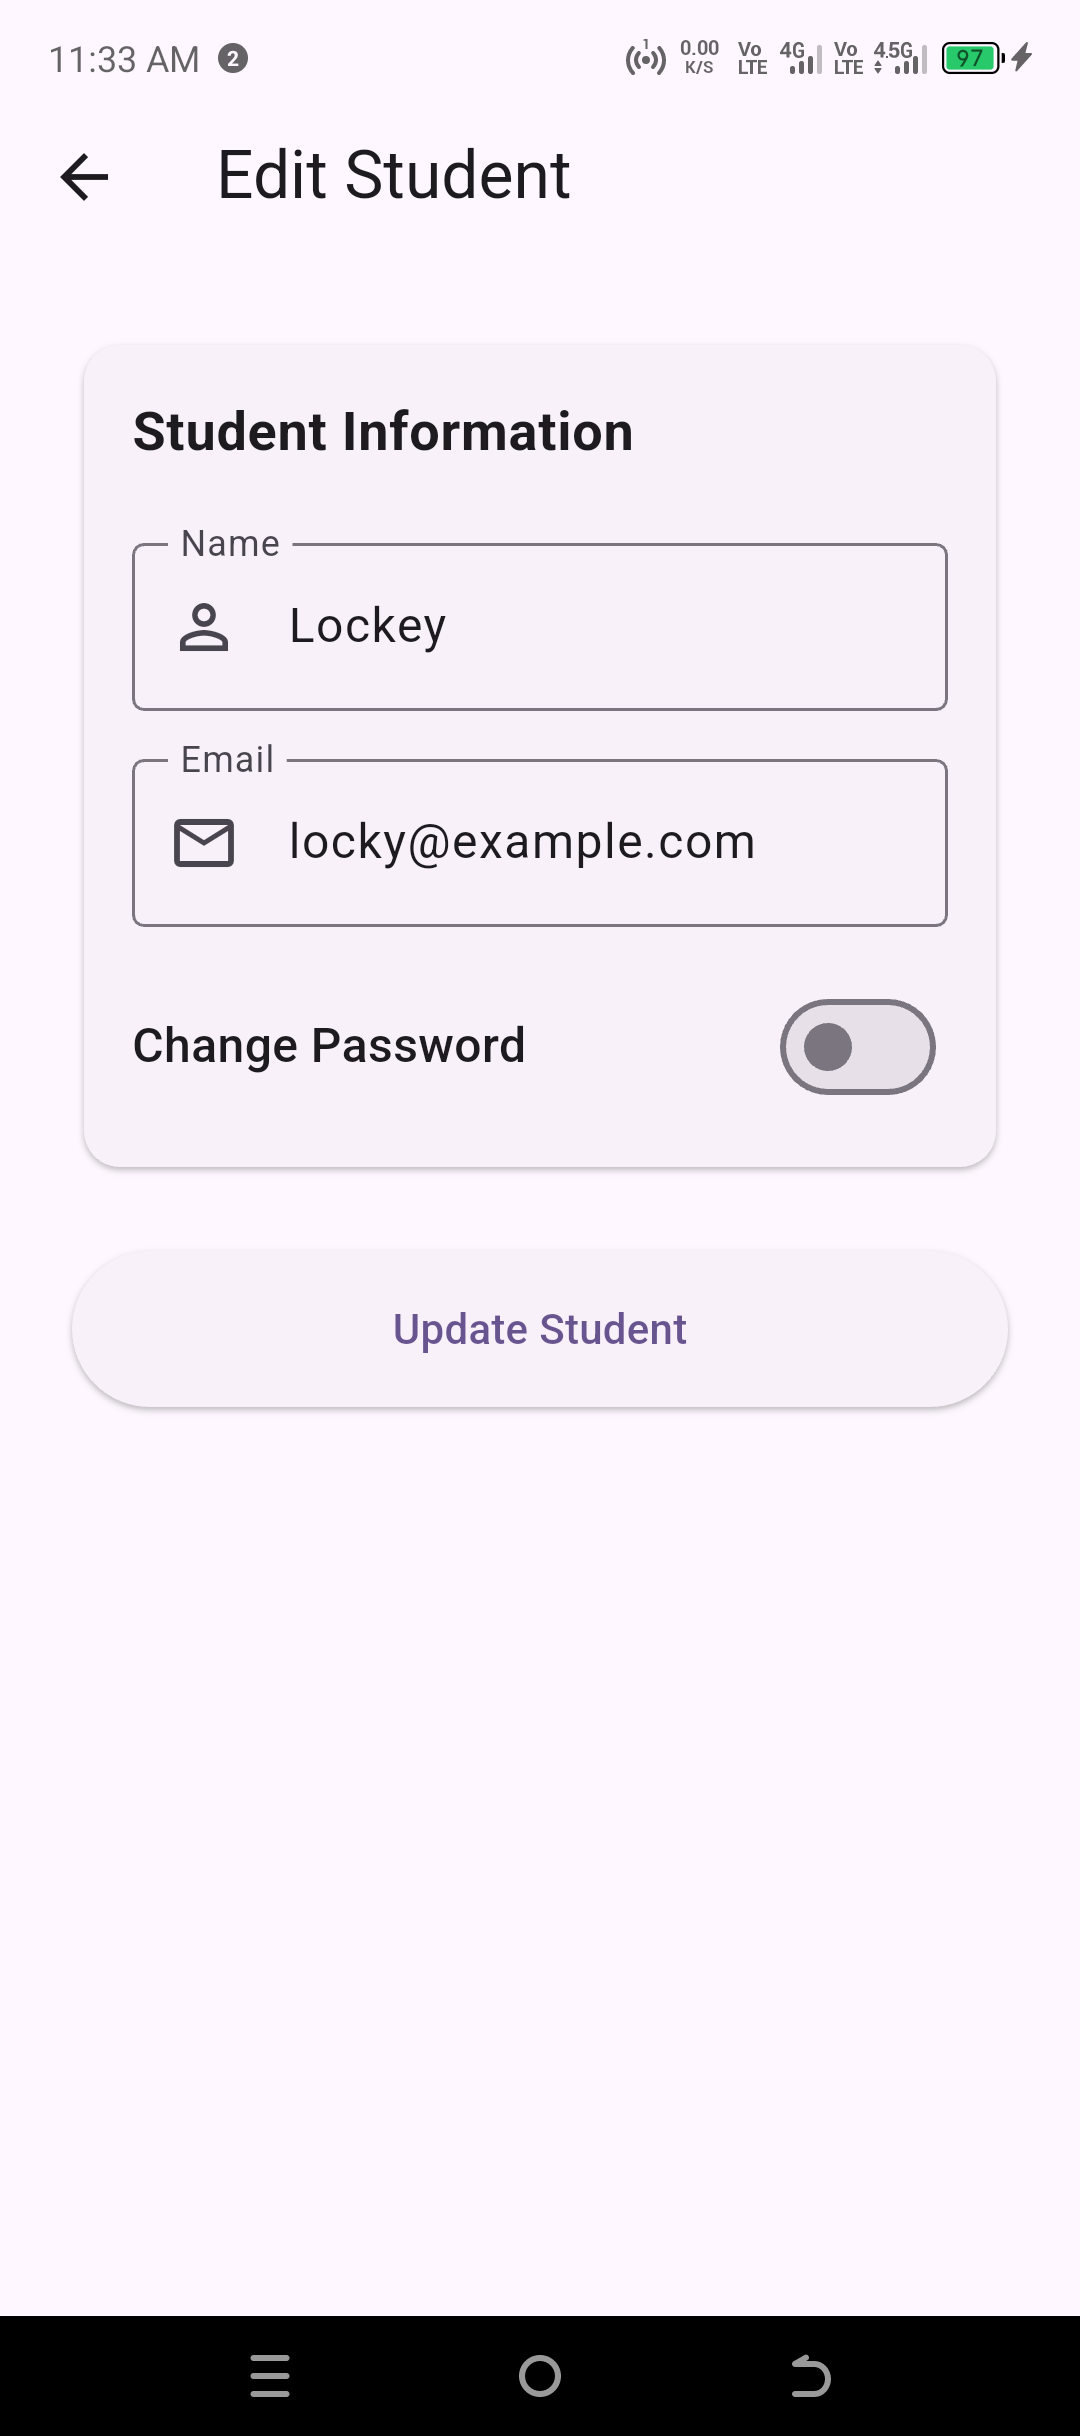 11:33 AM 2 1 0.00 K/S Vo LTE 4G Vo LTE 4.5G 97
Edit Student
Student Information
Name
Lockey
Email
locky@example.com
Change Password
Update Student